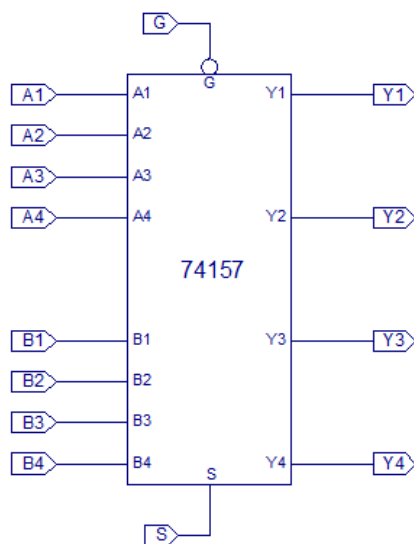 G
G
A1 A1 Y1 Y1
A2 A2
A3 A3
A4 A4 Y2 Y2
74157
B1 B1 Y3 Y3
B2 B2
B3 B3
B4 B4 Y4 Y4
S
S